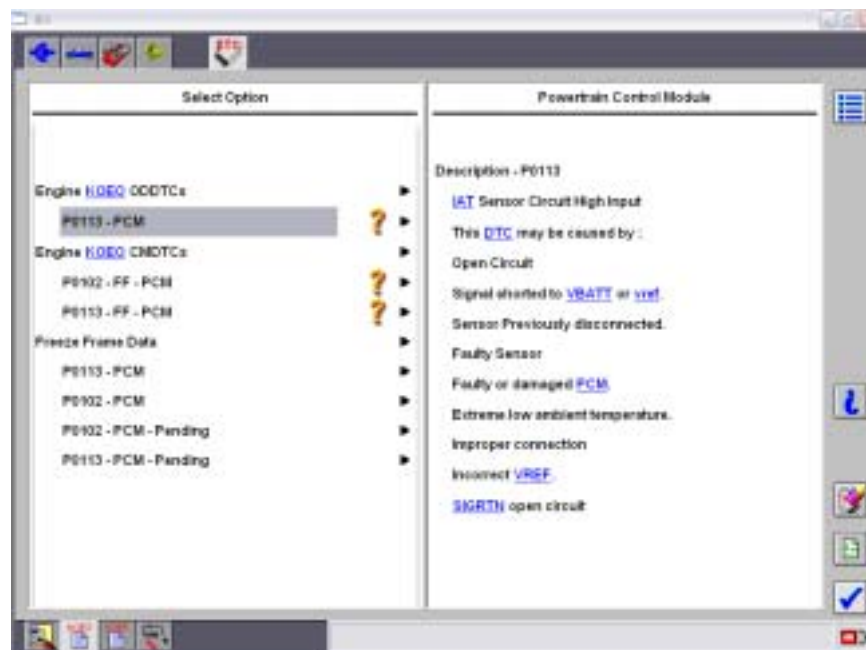 Select Option
Engine KOEO ODDTCs
P0113 - PCM
Engine KOEO CMDTCs
P0102 - FF - PCM
P0113 - FF - PCM
Freeze Frame Data
P0113 - PCM
P0102 - PCM
P0102 - PCM - Pending
P0113 - PCM - Pending
Powertrain Control Module
Description - P0113
IAT Sensor Circuit High Input
This DTC may be caused by :
Open Circuit
Signal shorted to VBATT or vref.
Sensor Previously disconnected.
Faulty Sensor
Faulty or damaged PCM.
Extreme low ambient temperature.
Improper connection
Incorrect VREF.
SIGRTN open circuit